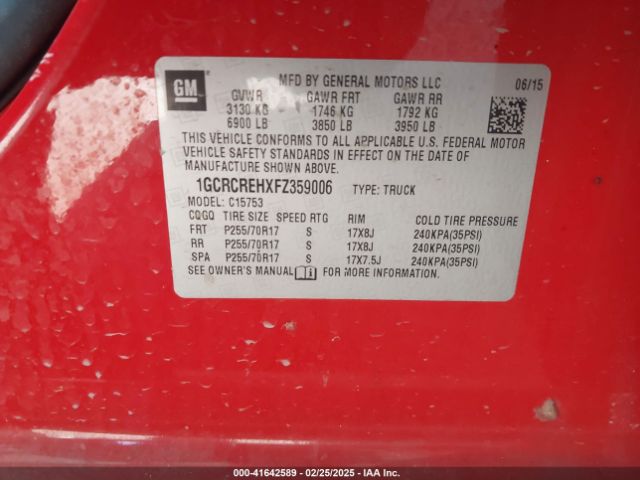 GM
MFD BY GENERAL MOTORS LLC 06/15
GVWR GAWR FRT GAWR RR
3130 KG 1746 KG 1792 KG
6900 LB 3850 LB 3950 LB
THIS VEHICLE CONFORMS TO ALL APPLICABLE U.S. FEDERAL MOTOR
VEHICLE SAFETY STANDARDS IN EFFECT ON THE DATE OF
MANUFACTURE SHOWN ABOVE.
1GCRCREHXFZ359006 TYPE: TRUCK
MODEL: C15753
CQGQ TIRE SIZE SPEED RTG RIM COLD TIRE PRESSURE
FRT P255/70R17 S 17X8J 240KPA(35PSI)
RR P255/70R17 S 17X8J 240KPA(35PSI)
SPA P255/70R17 S 17X7.5J 240KPA(35PSI)
SEE OWNER'S MANUAL FOR MORE INFORMATION.
Stock #: 41642589 - 02/25/2025 - IAA Inc.